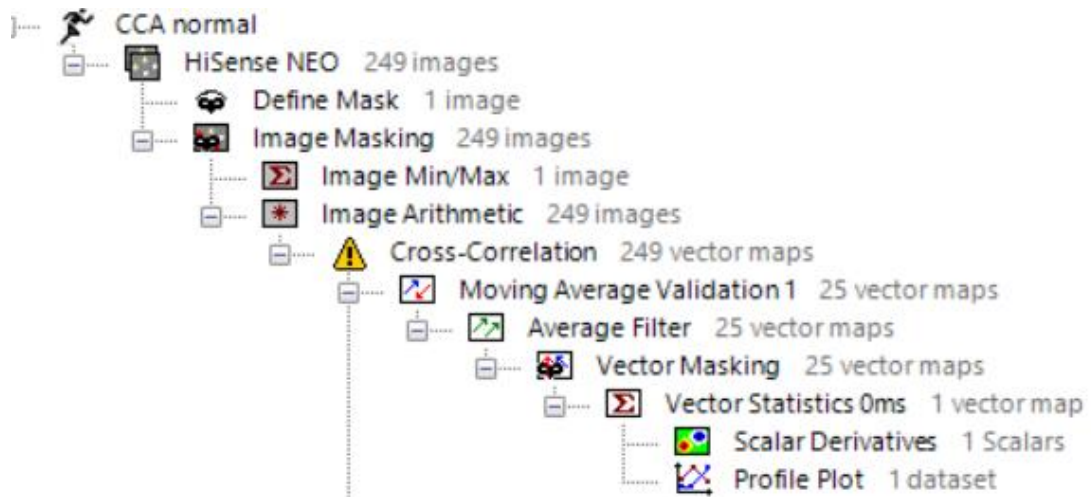 CCA normal
HiSense NEO 249 images
Define Mask 1 image
Image Masking 249 images
Image Min/Max 1 image
Image Arithmetic 249 images
Cross-Correlation 249 vector maps
Moving Average Validation 1 25 vector maps
Average Filter 25 vector maps
Vector Masking 25 vector maps
Vector Statistics 0ms 1 vector map
Scalar Derivatives 1 Scalars
Profile Plot 1 dataset